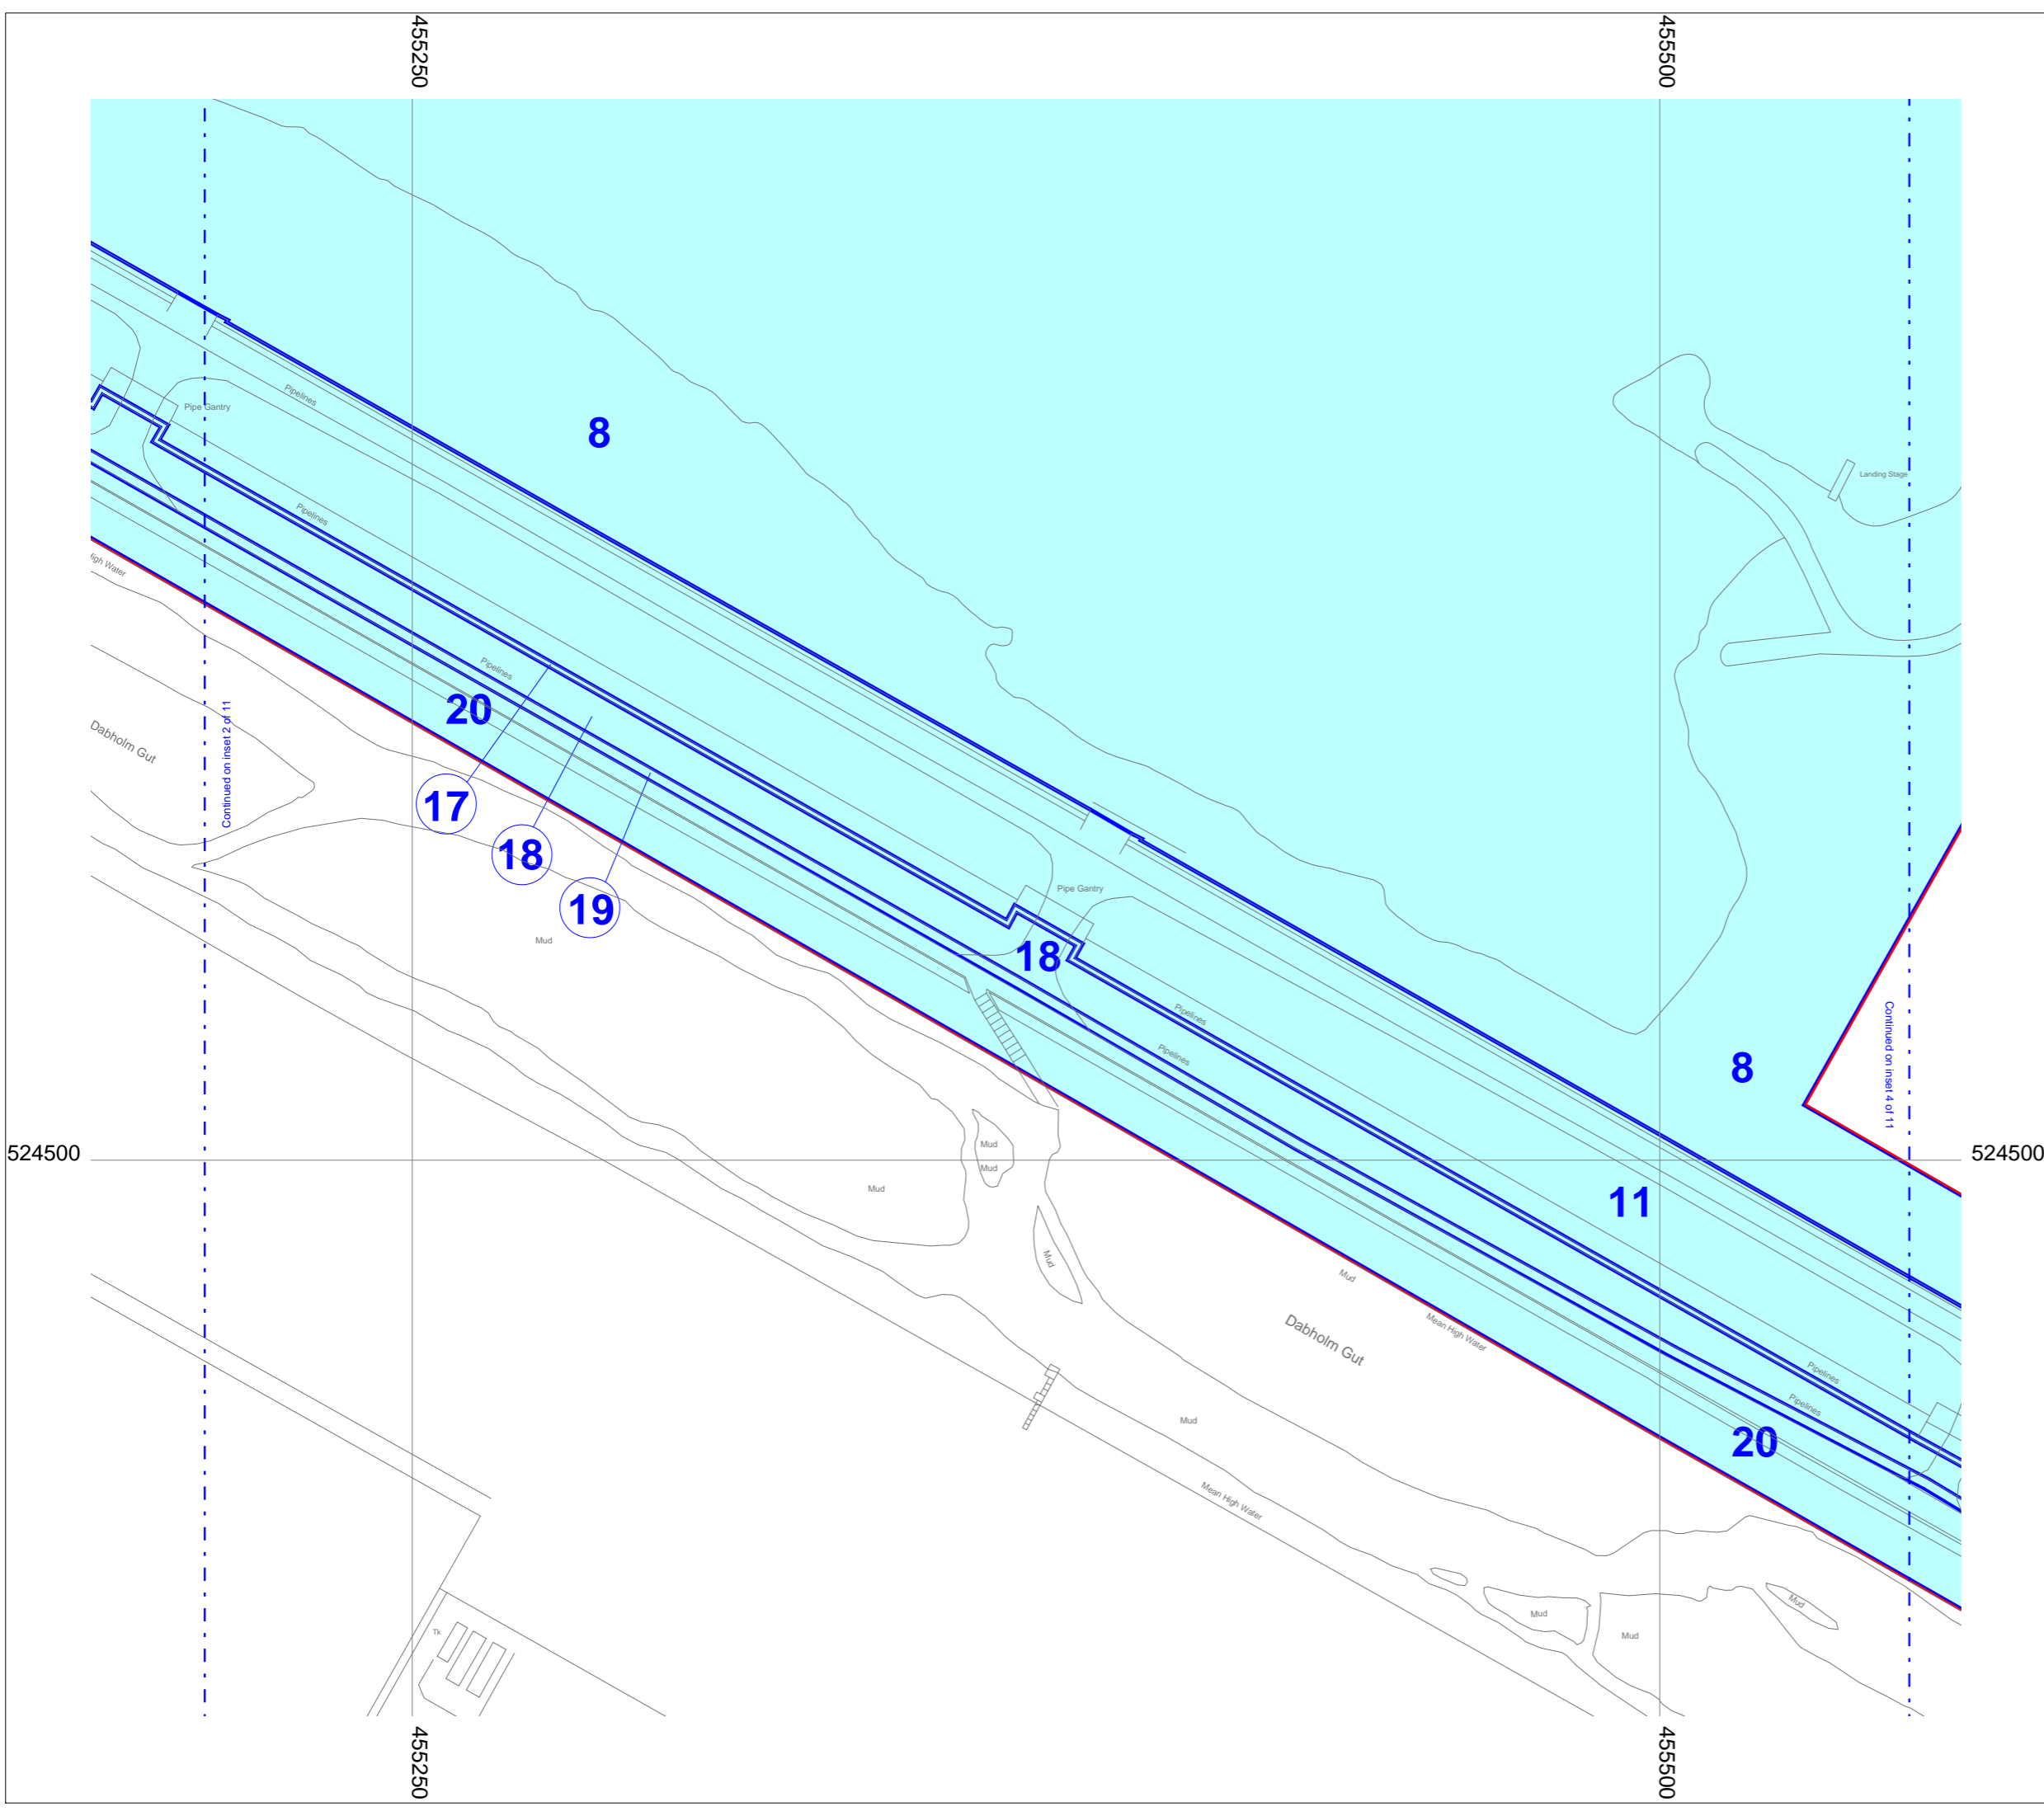 455250
455500
8
Pipelines
Pipe Gantry
Landing Stage
Pipelines
High Water
Pipelines
20
Dabholm Gut
Continued on inset 2 of 11
17
18
19
Pipe Gantry
Mud
18
Pipelines
Pipelines
8
Continued on inset 4 of 11
Mud
524500
524500
Mud
Mud
11
Mud
Mud
Dabholm Gut
Mean High Water
Pipelines
Pipelines
Mud
20
Mean High Water
Mud
Mud
Mud
Tk
455250
455500